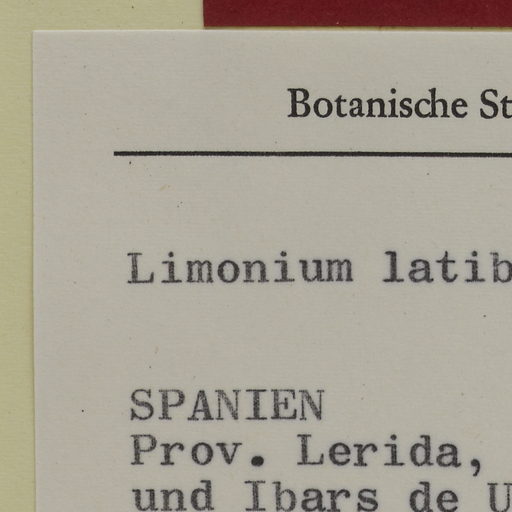 Botanische St
Limonium latib
SPANIEN
Prov. Lerida,
und Ibars de U